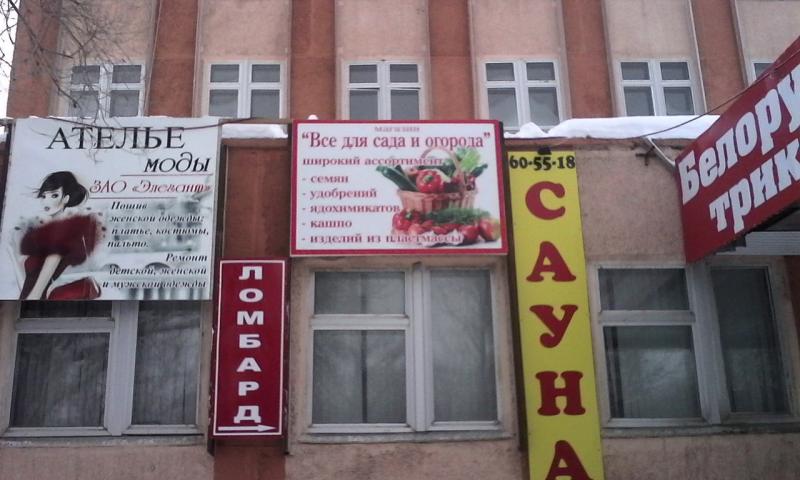 АТЕЛЬЕ
моды
ЗАО «Элегант»
Пошив
женской одежды:
платье, костюмы,
пальто.
Ремонт
детской, женской
и мужской одежды
ЛОМБАРД
магазин
"Все для сада и огорода"
широкий ассортимент
- семян
- удобрений
- ядохимикатов
- кашпо
- изделий из пластмассы
60-55-18
САУНА
Белору
трик